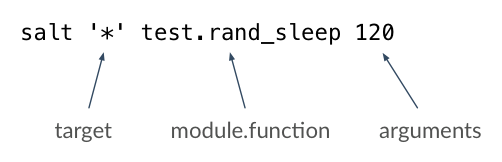 salt '*' test.rand_sleep 120
target module.function arguments